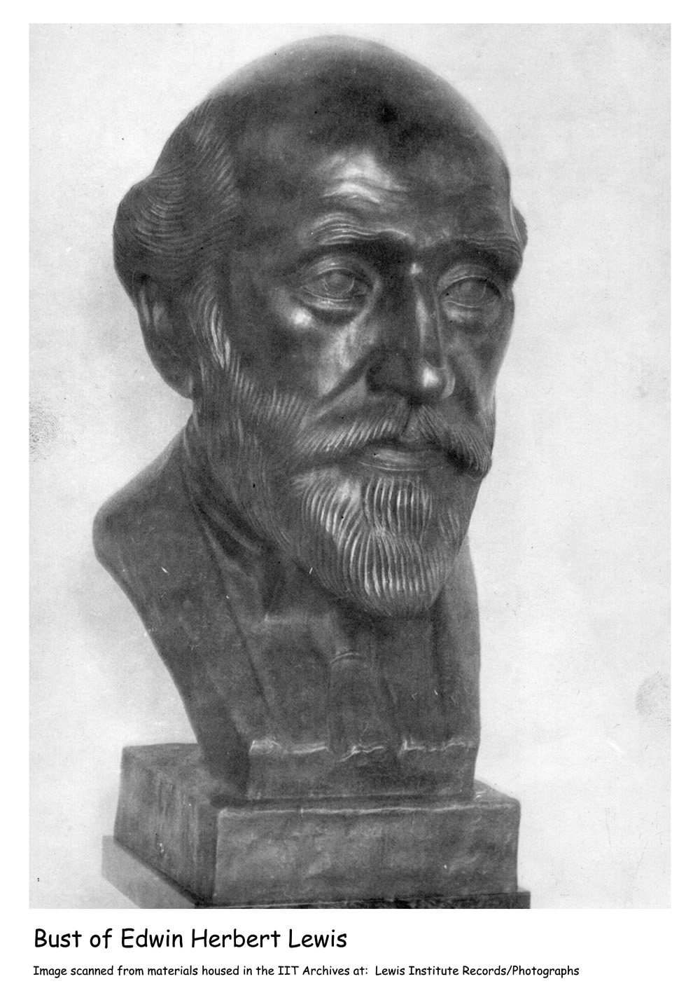 Bust of Edwin Herbert Lewis
Image scanned from materials housed in the IIT Archives at:  Lewis Institute Records/Photographs